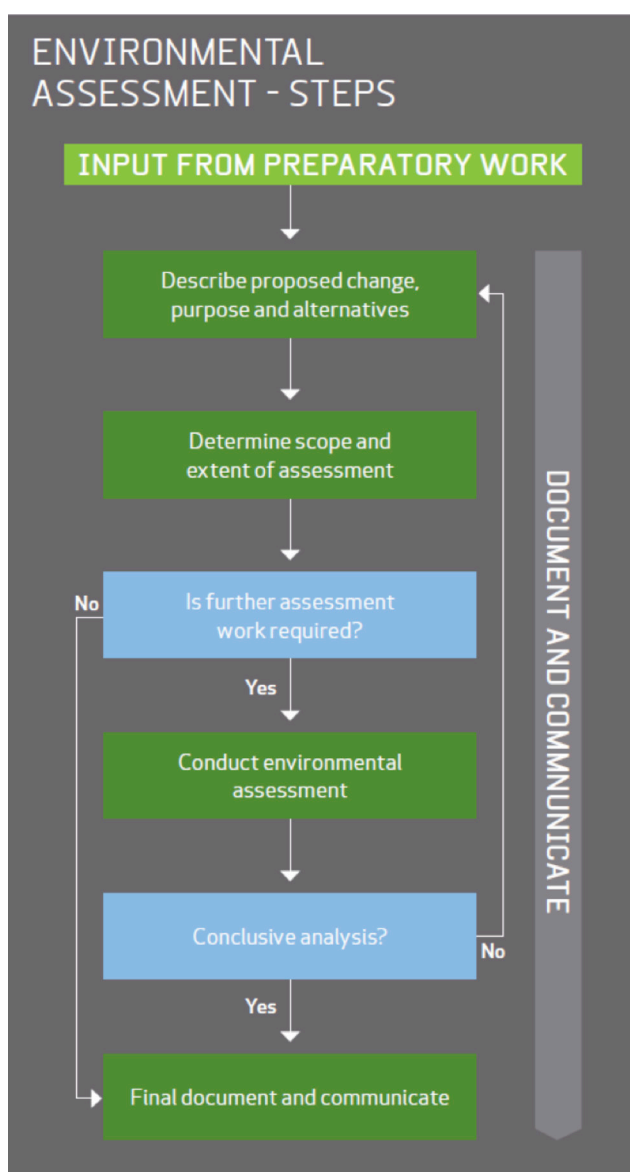 ENVIRONMENTAL
ASSESSMENT - STEPS
INPUT FROM PREPARATORY WORK
Describe proposed change,
purpose and alternatives
Determine scope and
extent of assessment
No
Is further assessment
work required?
Yes
Conduct environmental
assessment
Conclusive analysis?
No
Yes
Final document and communicate
DOCUMENT AND COMMNUNICATE